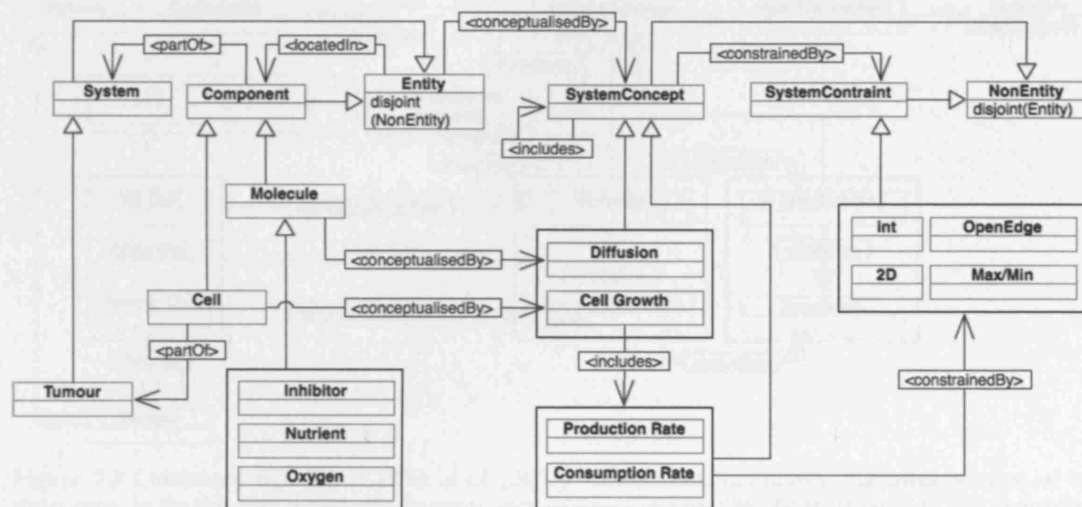 <conceptualisedBy>
<partOf>
<locatedIn>
<constrainedBy>
System
Component
Entity
disjoint
(NonEntity)
SystemConcept
SystemContraint
NonEntity
disjoint(Entity)
<includes>
Molecule
int
OpenEdge
<conceptualisedBy>
Diffusion
2D
Max/Min
Cell
<conceptualisedBy>
Cell Growth
<partOf>
<includes>
Tumour
Inhibitor
<constrainedBy>
Nutrient
Production Rate
Oxygen
Consumption Rate